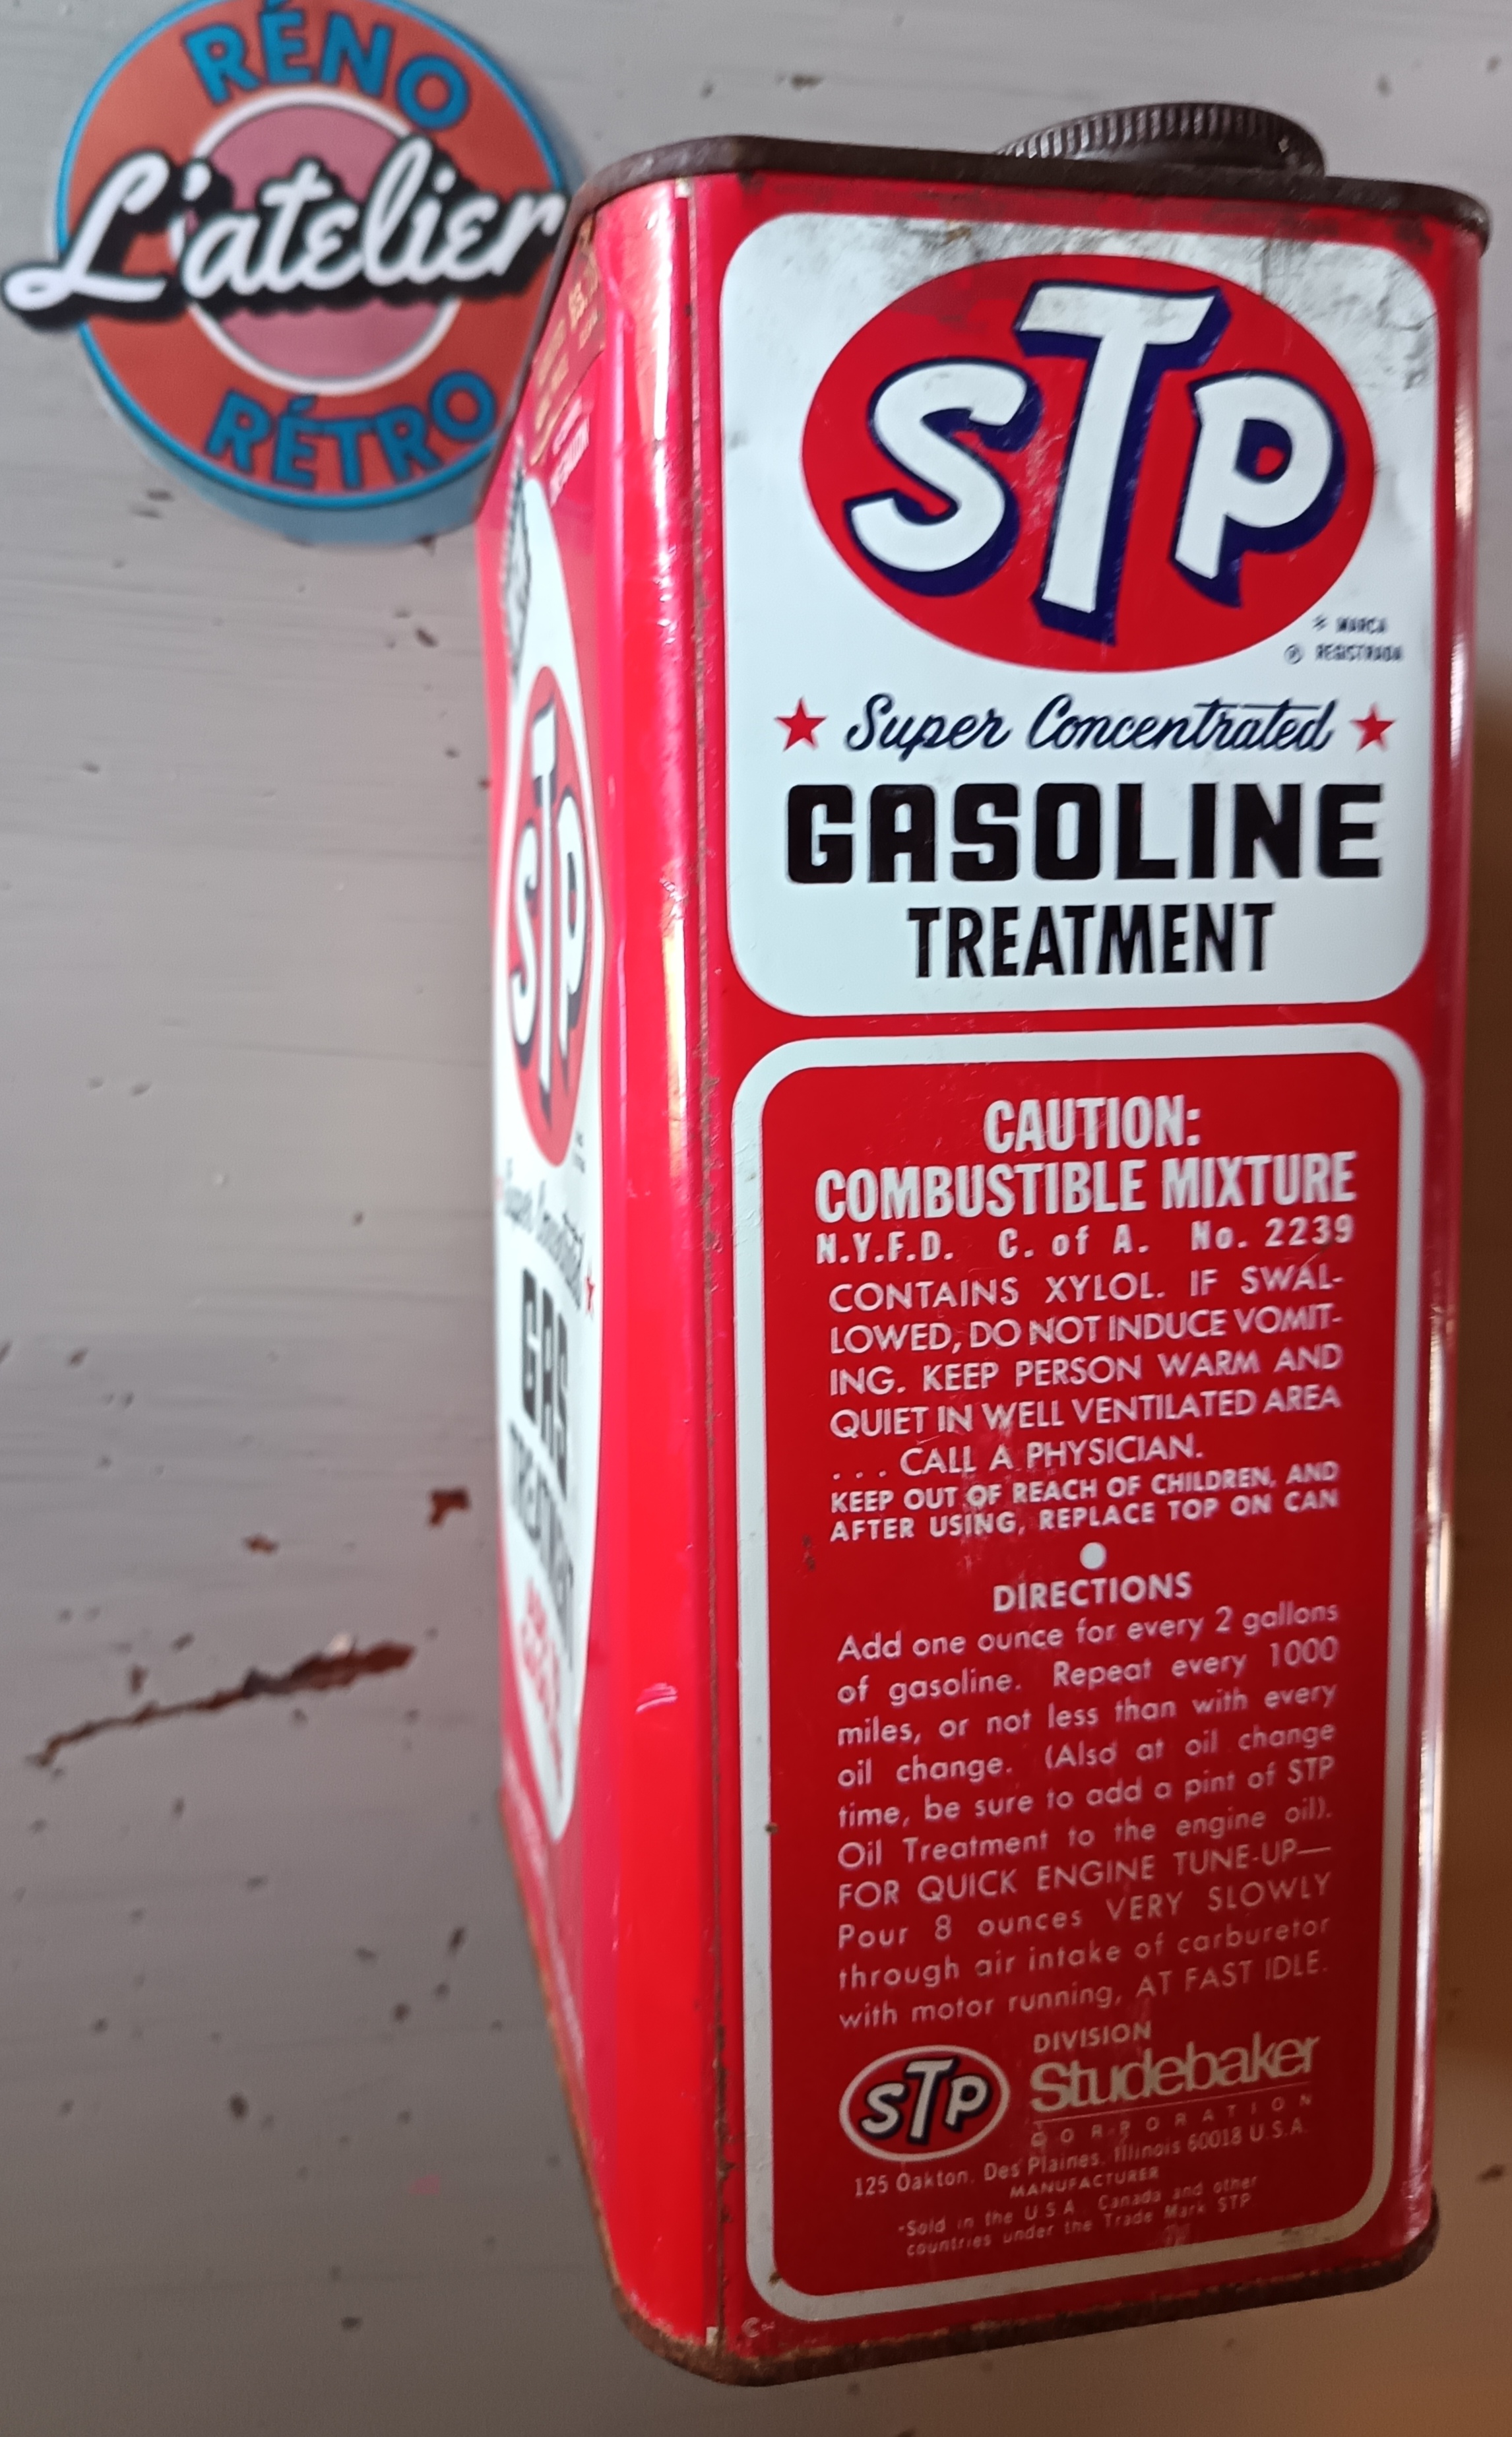 RÉNO
L'atelier
RÉTRO
STP
* MARCA
® REGISTRADA
★ Super Concentrated ★
GASOLINE
TREATMENT
CAUTION:
COMBUSTIBLE MIXTURE
N.Y.F.D. C. of A. No. 2239
CONTAINS XYLOL. IF SWAL-
LOWED, DO NOT INDUCE VOMIT-
ING. KEEP PERSON WARM AND
QUIET IN WELL VENTILATED AREA
. . . CALL A PHYSICIAN.
KEEP OUT OF REACH OF CHILDREN, AND
AFTER USING, REPLACE TOP ON CAN
DIRECTIONS
Add one ounce for every 2 gallons
of gasoline. Repeat every 1000
miles, or not less than with every
oil change. (Also at oil change
time, be sure to add a pint of STP
Oil Treatment to the engine oil).
FOR QUICK ENGINE TUNE-UP—
Pour 8 ounces VERY SLOWLY
through air intake of carburetor
with motor running, AT FAST IDLE.
STP
DIVISION
Studebaker
CORPORATION
125 Oakton, Des Plaines, Illinois 60018 U.S.A.
MANUFACTURER
*Sold in the U.S.A. Canada and other
countries under the Trade Mark STP
STP
Super Concentrated ★
GAS
TREATMENT